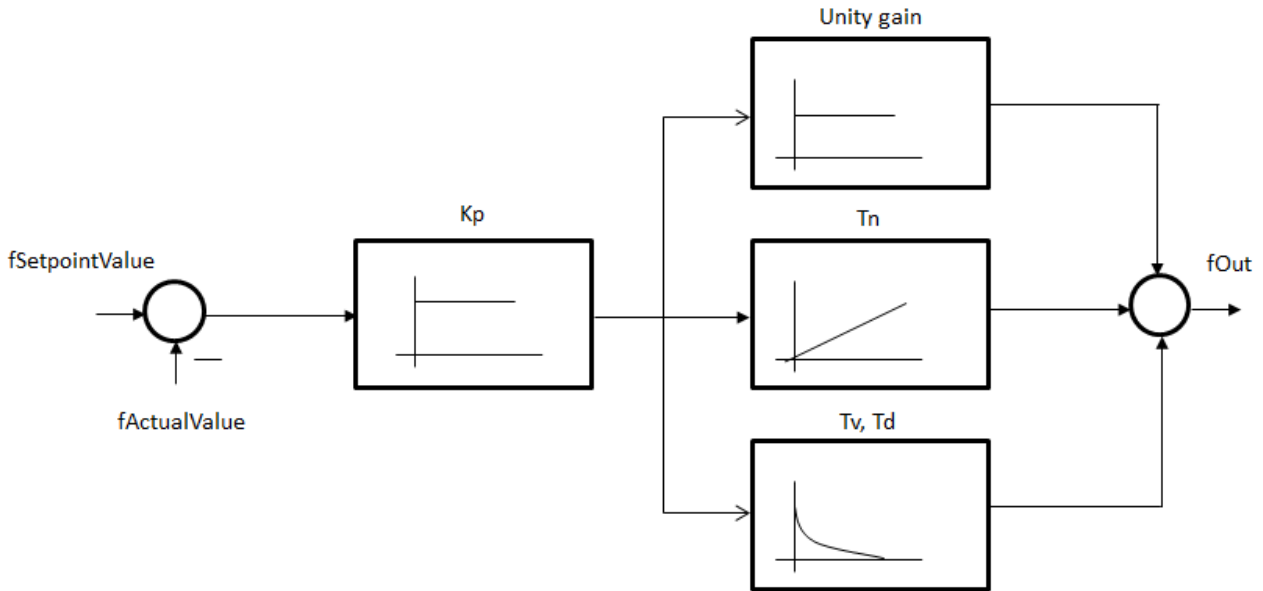 Unity gain
Kp
Tn
fSetpointValue
fOut
fActualValue
Tv, Td